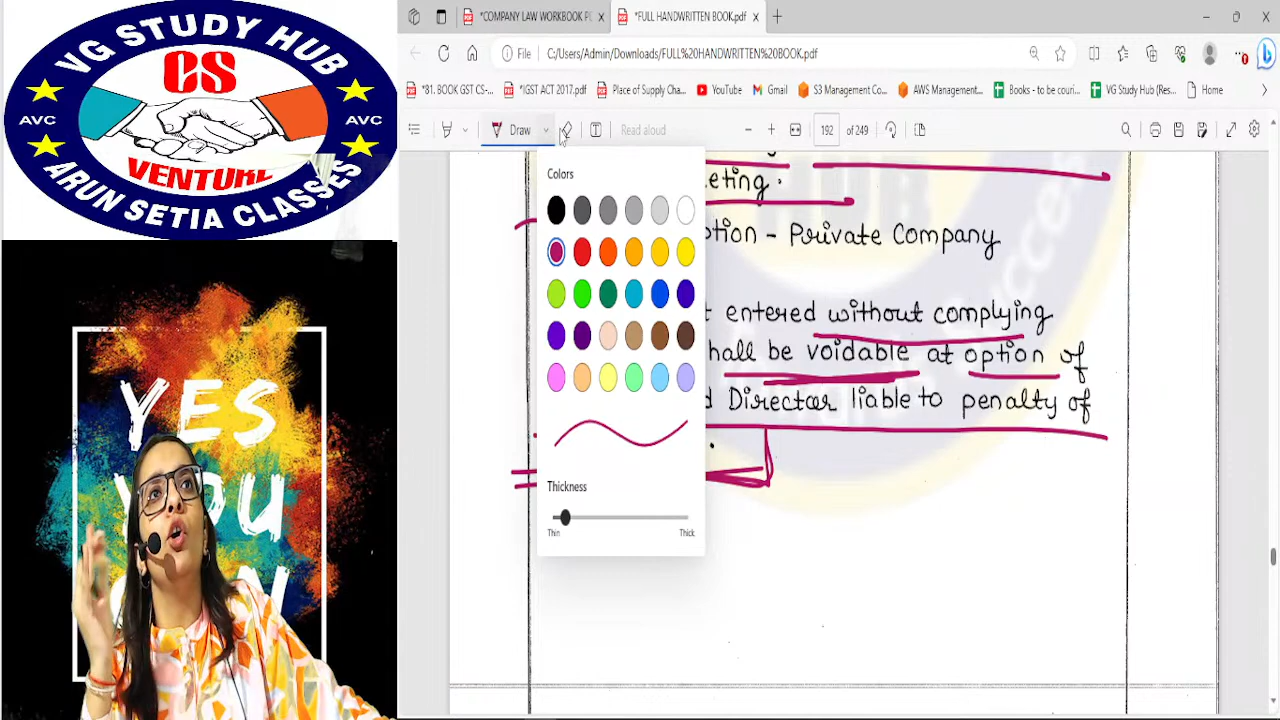 VG STUDY HUB
CS
AVC
AVC
VENTURE
ARUN SETIA CLASSES
YES
YOU
*COMPANY LAW WORKBOOK
*FULL HANDWRITTEN BOOK.pdf
File
C:/Users/Admin/Downloads/FULL%20HANDWRITTEN%20BOOK.pdf
*81. BOOK GST CS-...
*IGST ACT 2017.pdf
Place of Supply Cha...
YouTube
Gmail
S3 Management Co...
AWS Management...
Books - to be couri...
VG Study Hub (Res...
Home
Draw
Read aloud
192
of 249
Colors
Thickness
Thin
Thick
eting.
ption - Private Company
t entered without complying
hall be voidable at option of
d Director liable to penalty of